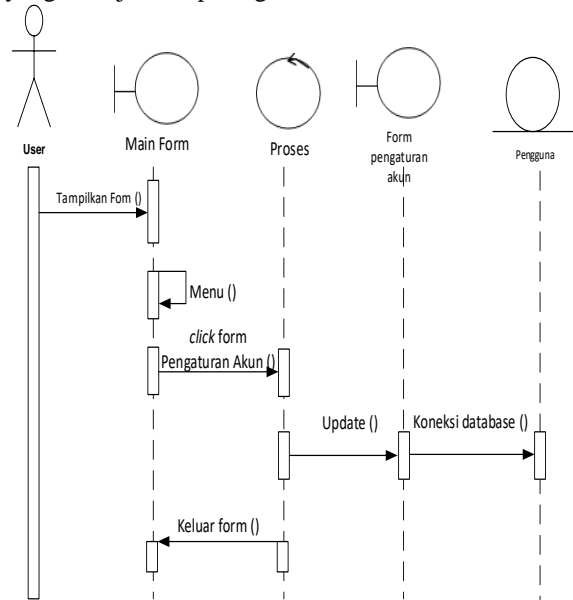 User
Main Form
Proses
Form
pengaturan
akun
Pengguna
Tampilkan Fom ()
Menu ()
click form
Pengaturan Akun ()
Update ()
Koneksi database ()
Keluar form ()